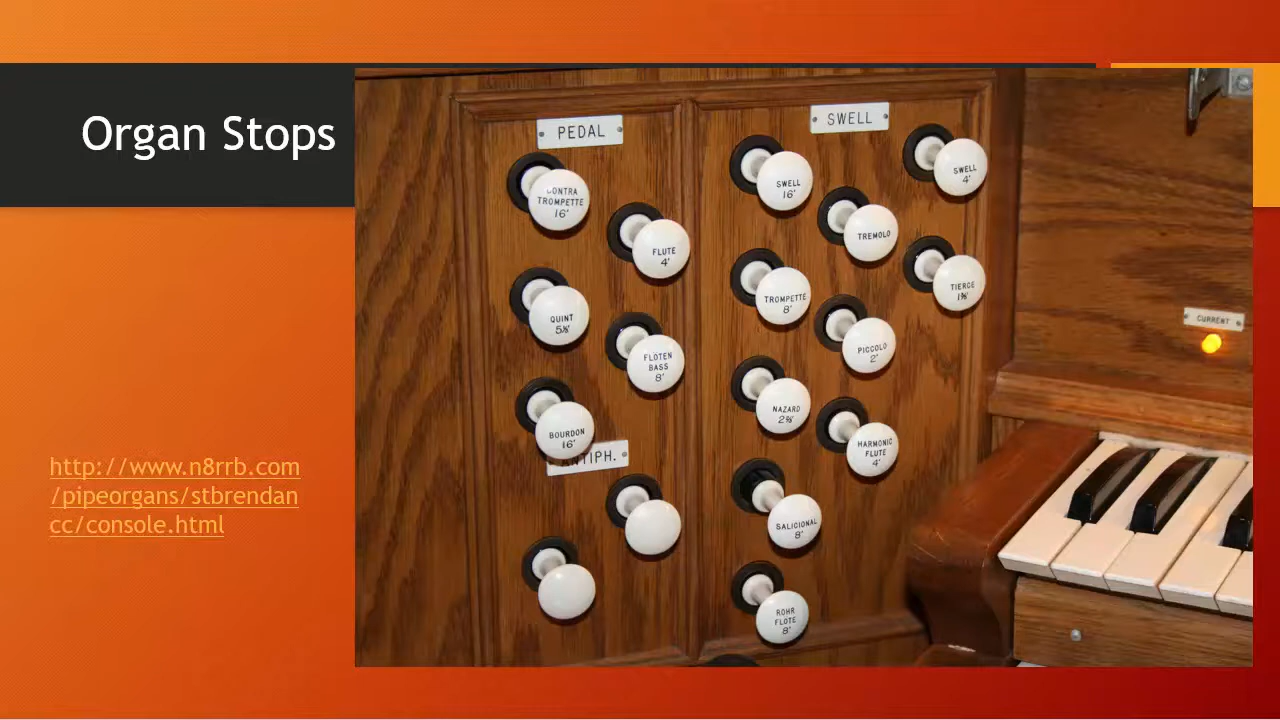 Organ Stops
http://www.n8rrb.com
/pipeorgans/stbrendan
cc/console.html
PEDAL
CONTRA
TROMPETTE
16'
FLUTE
4'
QUINT
5⅓'
FLOTEN
BASS
8'
BOURDON
16'
ANTIPH.
SWELL
SWELL
16'
SWELL
4'
TREMOLO
TROMPETTE
8'
TIERCE
1⅗'
PICCOLO
2'
NAZARD
2⅔'
HARMONIC
FLUTE
4'
SALICIONAL
8'
ROHR
FLOTE
8'
CURRENT